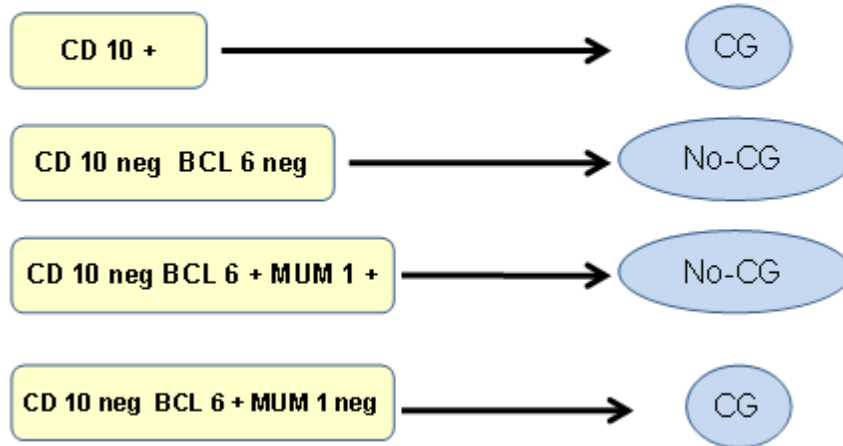 CD 10 + CG
CD 10 neg BCL 6 neg No-CG
CD 10 neg BCL 6 + MUM 1 + No-CG
CD 10 neg BCL 6 + MUM 1 neg CG